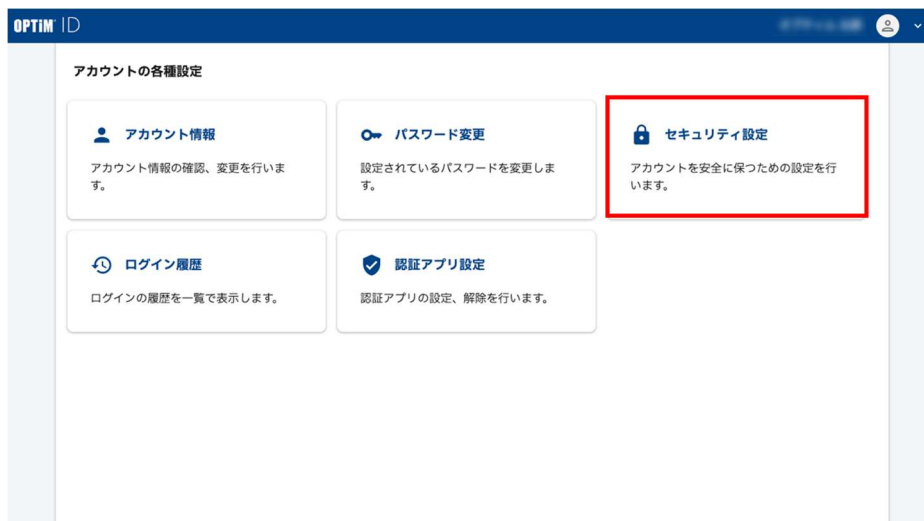 OPTiM ID
アカウントの各種設定
アカウント情報
アカウント情報の確認、変更を行いま
す。
パスワード変更
設定されているパスワードを変更しま
す。
セキュリティ設定
アカウントを安全に保つための設定を行
います。
ログイン履歴
ログインの履歴を一覧で表示します。
認証アプリ設定
認証アプリの設定、解除を行います。